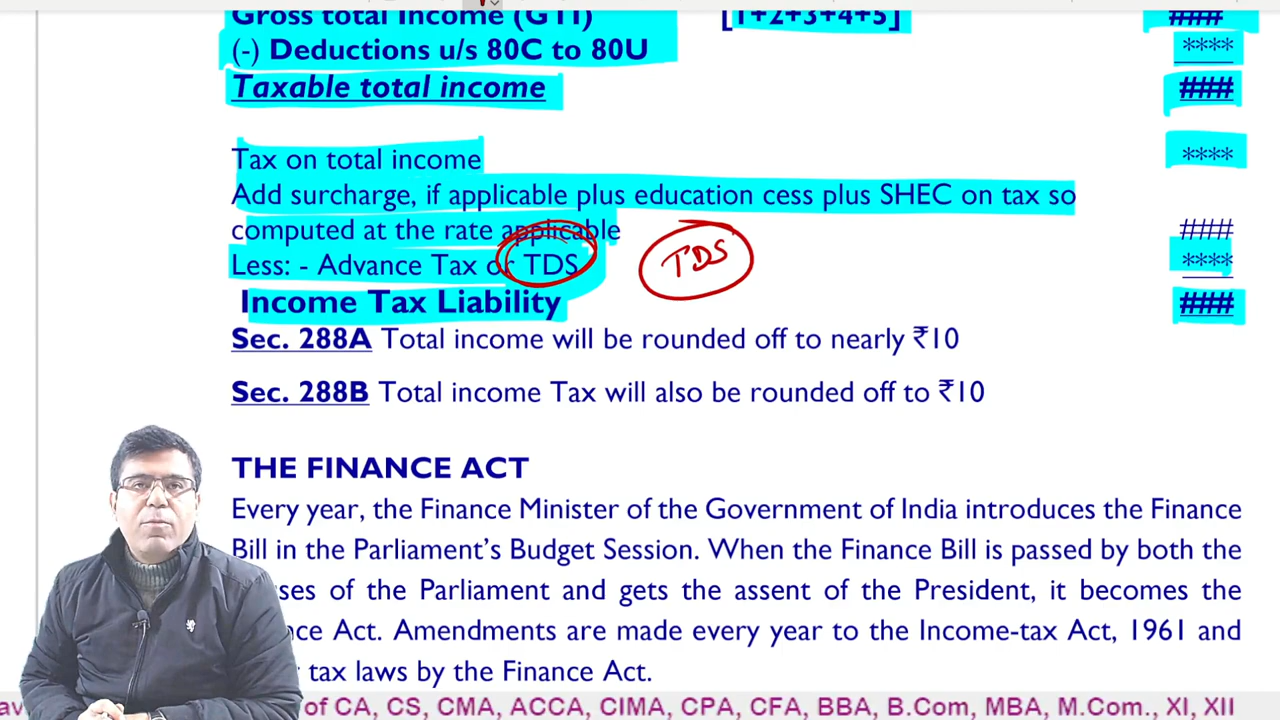 Gross total Income (GTI) [1+2+3+4+5] ####
(-) Deductions u/s 80C to 80U ****
Taxable total income ####
Tax on total income ****
Add surcharge, if applicable plus education cess plus SHEC on tax so
computed at the rate applicable ####
Less: - Advance Tax or TDS TDS ****
Income Tax Liability ####
Sec. 288A Total income will be rounded off to nearly ₹10
Sec. 288B Total income Tax will also be rounded off to ₹10
THE FINANCE ACT
Every year, the Finance Minister of the Government of India introduces the Finance
Bill in the Parliament's Budget Session. When the Finance Bill is passed by both the
ses of the Parliament and gets the assent of the President, it becomes the
nce Act. Amendments are made every year to the Income-tax Act, 1961 and
tax laws by the Finance Act.
of CA, CS, CMA, ACCA, CIMA, CPA, CFA, BBA, B.Com, MBA, M.Com., XI, XII